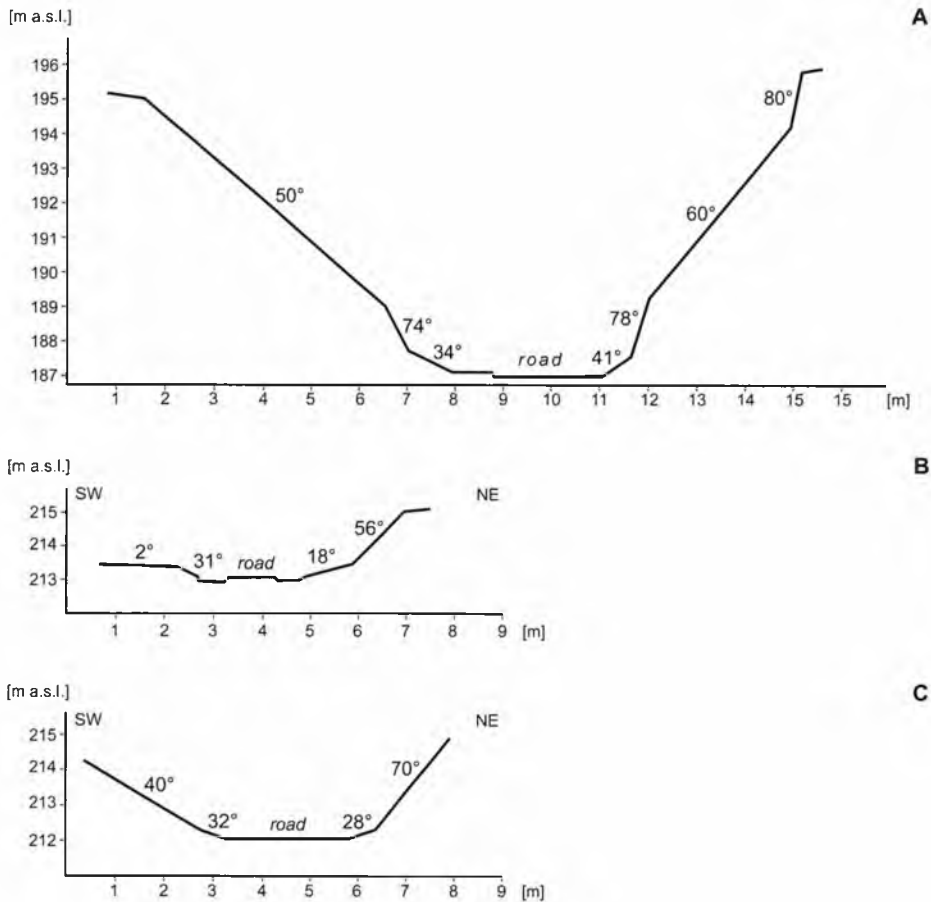 [m a.s.l.] A
196
195
194
193
192
191
190
189
188
187
50°
74°
34°
road
41°
78°
60°
80°
1 2 3 4 5 6 7 8 9 10 11 12 13 14 15 15 [m]
[m a.s.l.] B
SW NE
215
214
213
2°
31°
road
18°
56°
1 2 3 4 5 6 7 8 9 [m]
[m a.s.l.] C
SW NE
215
214
213
212
40°
32°
road
28°
70°
1 2 3 4 5 6 7 8 9 [m]